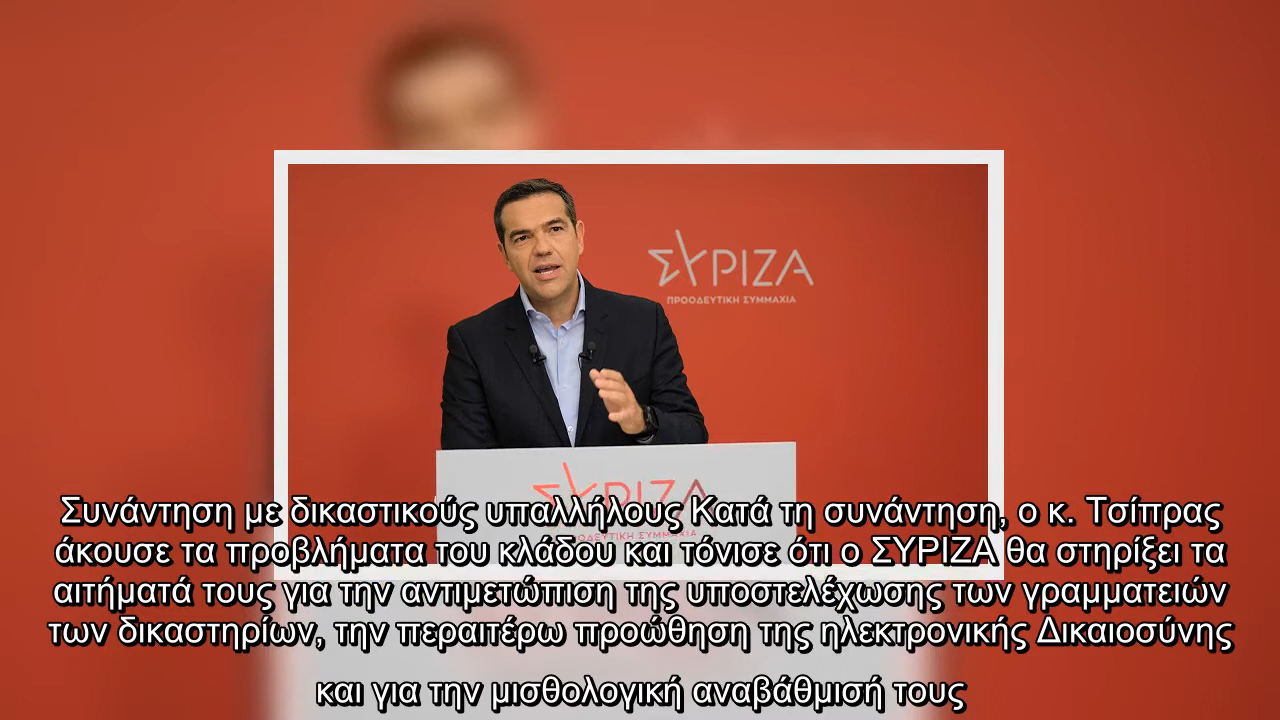 ΣΥΡΙΖΑ
ΠΡΟΟΔΕΥΤΙΚΗ ΣΥΜΜΑΧΙΑ
ΣΥΡΙΖΑ
Συνάντηση με δικαστικούς υπαλλήλους Κατά τη συνάντηση, ο κ. Τσίπρας
άκουσε τα προβλήματα του κλάδου και τόνισε ότι ο ΣΥΡΙΖΑ θα στηρίξει τα
αιτήματά τους για την αντιμετώπιση της υποστελέχωσης των γραμματειών
των δικαστηρίων, την περαιτέρω προώθηση της ηλεκτρονικής Δικαιοσύνης
και για την μισθολογική αναβάθμισή τους